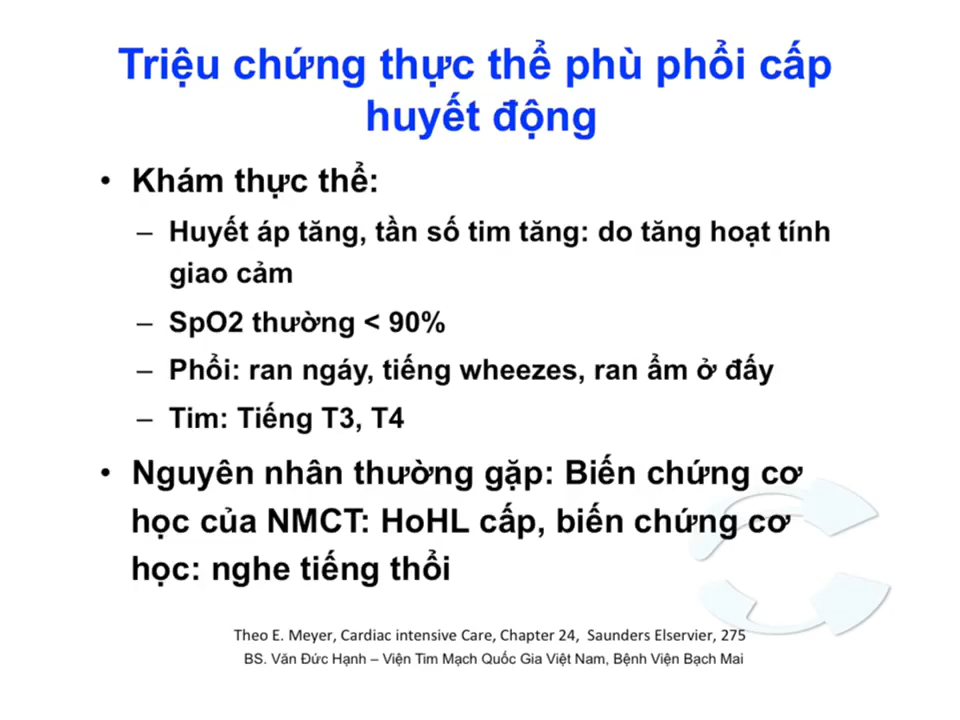 Triệu chứng thực thể phù phổi cấp
huyết động
• Khám thực thể:
– Huyết áp tăng, tần số tim tăng: do tăng hoạt tính
giao cảm
– SpO2 thường < 90%
– Phổi: ran ngáy, tiếng wheezes, ran ẩm ở đấy
– Tim: Tiếng T3, T4
• Nguyên nhân thường gặp: Biến chứng cơ
học của NMCT: HoHL cấp, biến chứng cơ
học: nghe tiếng thổi
Theo E. Meyer, Cardiac intensive Care, Chapter 24, Saunders Elservier, 275
BS. Văn Đức Hạnh – Viện Tim Mạch Quốc Gia Việt Nam, Bệnh Viện Bạch Mai